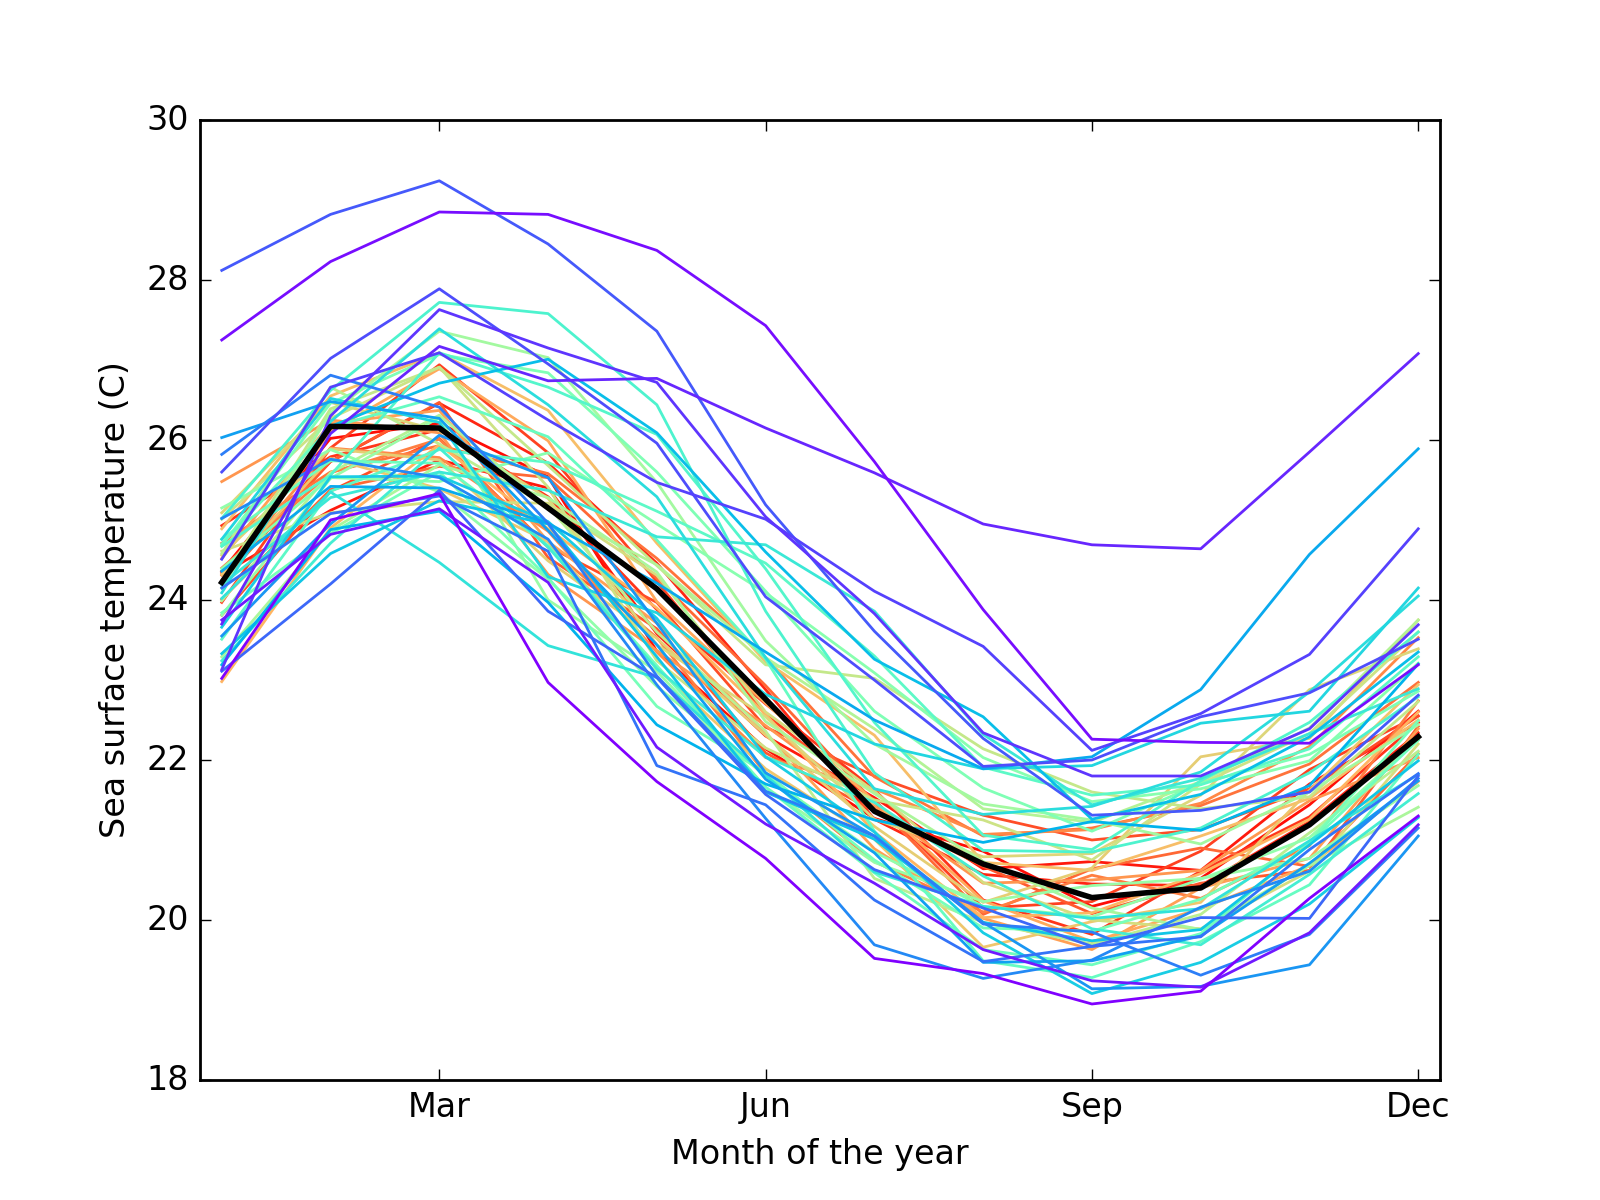 30
28
26
24
22
20
18
Sea surface temperature (C)
Mar Jun Sep Dec
Month of the year